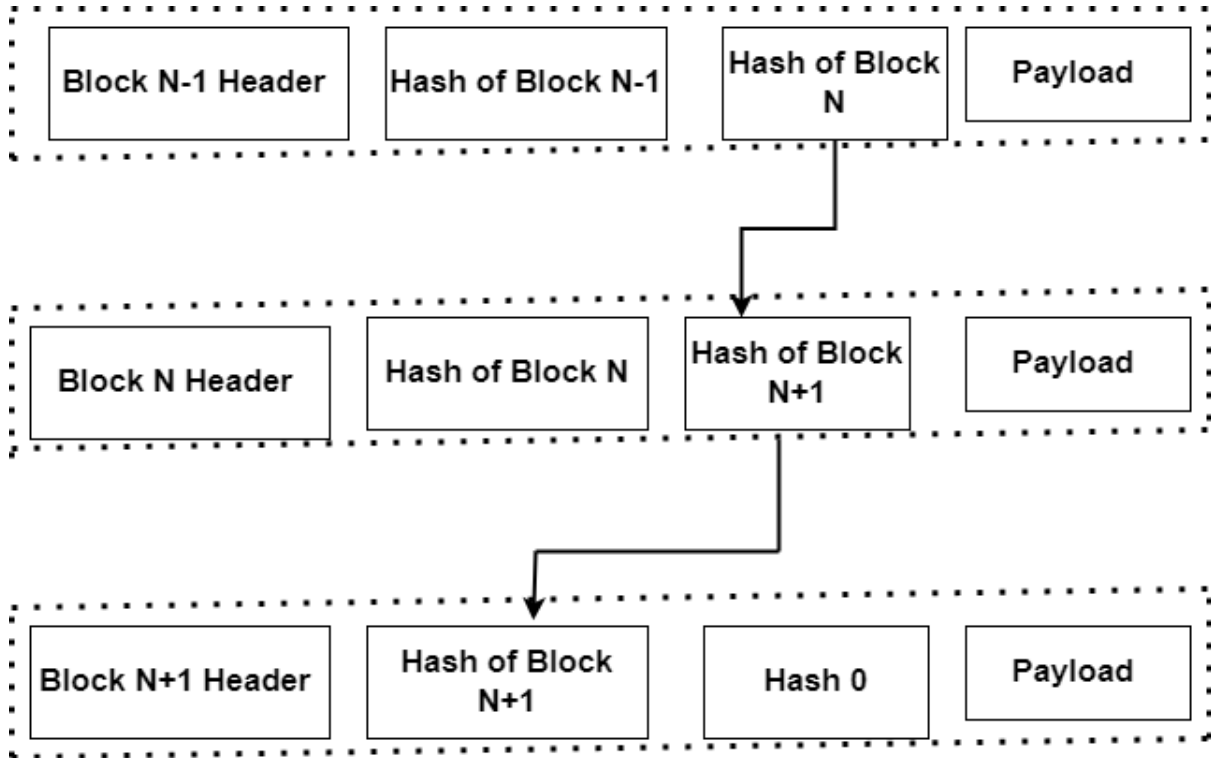 Block N-1 Header
Hash of Block N-1
Hash of Block
N
Payload
Block N Header
Hash of Block N
Hash of Block
N+1
Payload
Block N+1 Header
Hash of Block
N+1
Hash 0
Payload